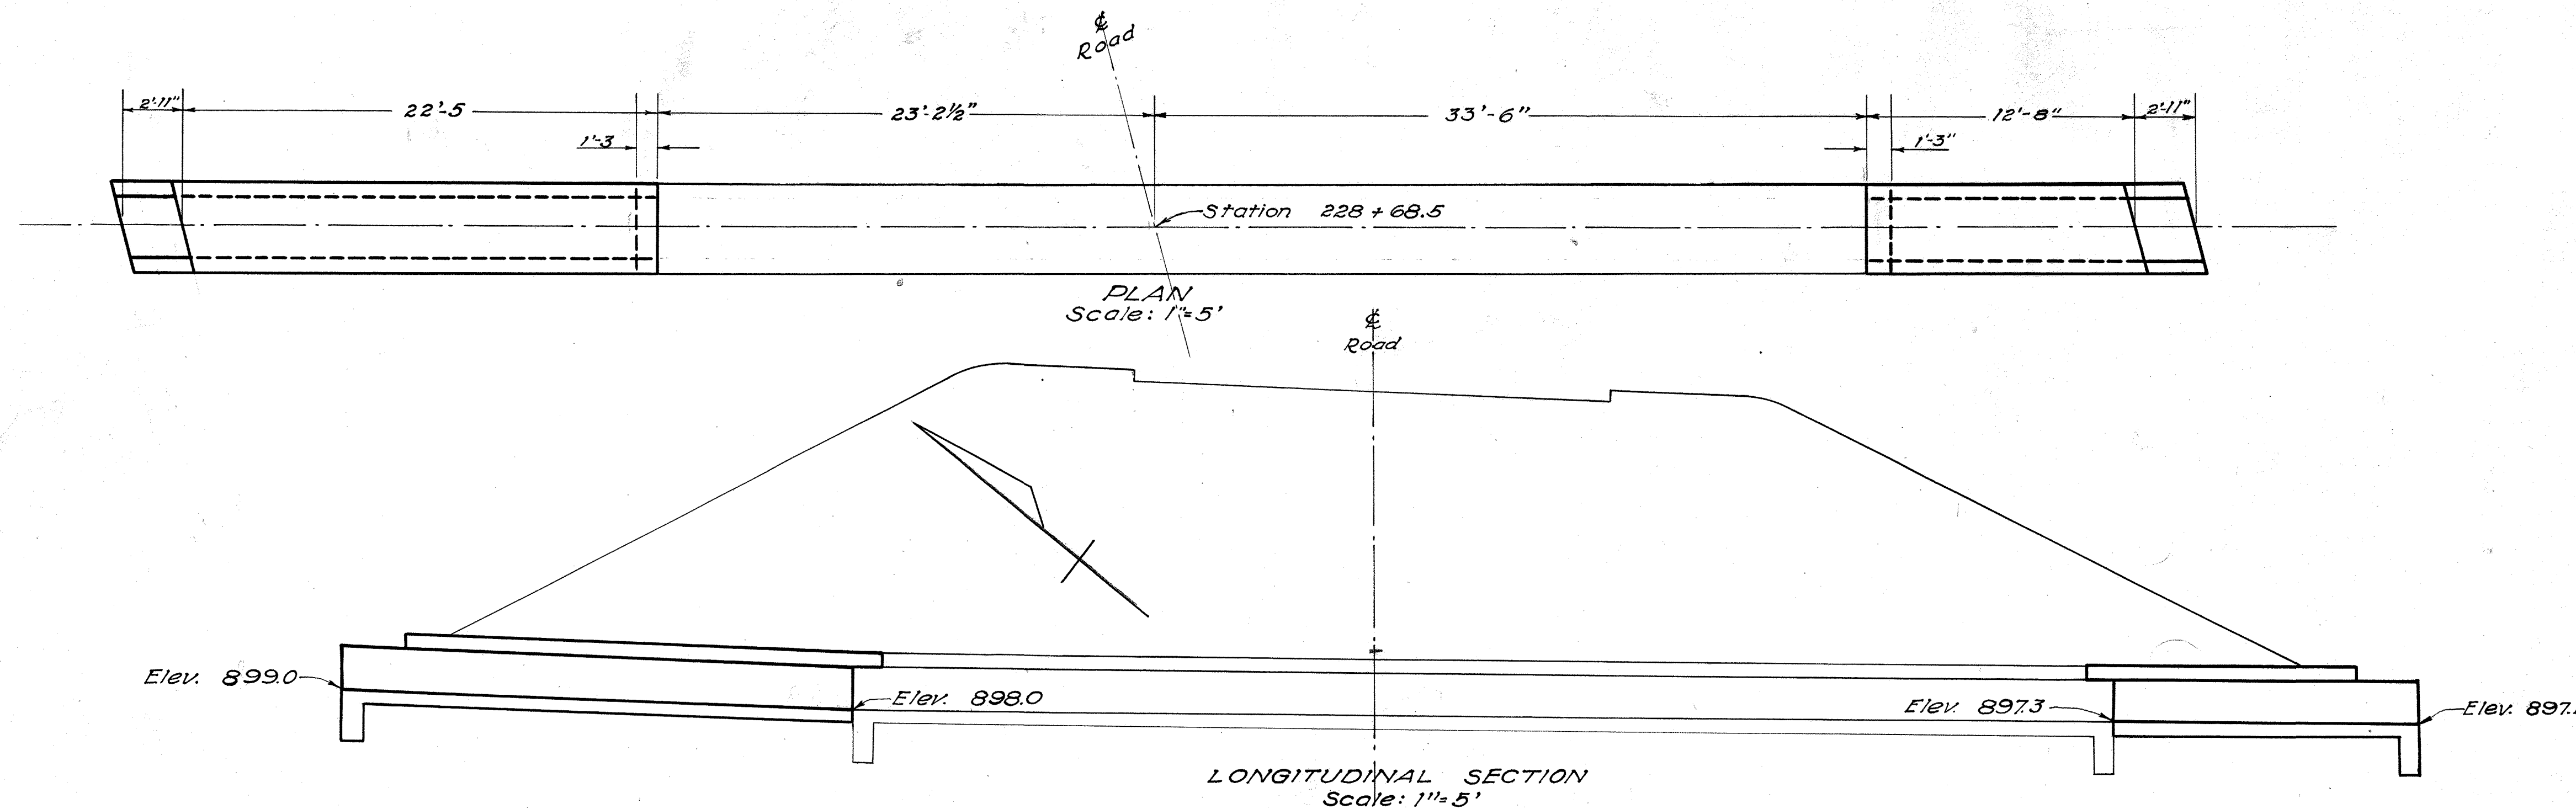 ℄
Road
2'-11"
22'-5
23'-2½"
33'-6"
12'-8"
2'-11"
1'-3
1'-3"
Station 228 + 68.5
PLAN
Scale: 1"=5'
℄
Road
Elev. 899.0
Elev. 898.0
Elev. 897.3
Elev. 897.
LONGITUDINAL SECTION
Scale: 1"=5'